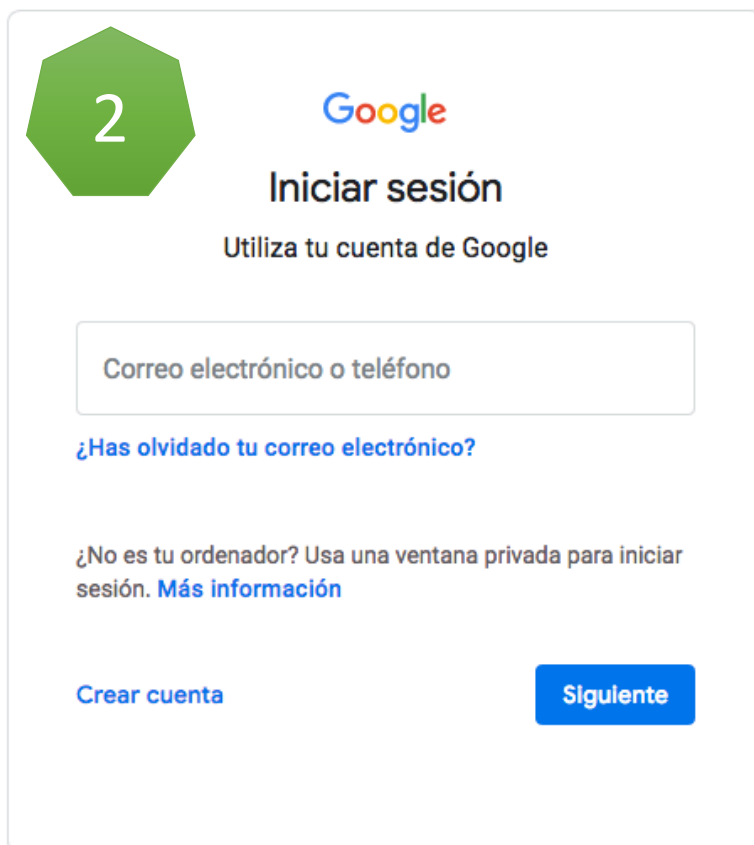 2
Google
Iniciar sesión
Utiliza tu cuenta de Google
Correo electrónico o teléfono
¿Has olvidado tu correo electrónico?
¿No es tu ordenador? Usa una ventana privada para iniciar
sesión. Más información
Crear cuenta
Siguiente